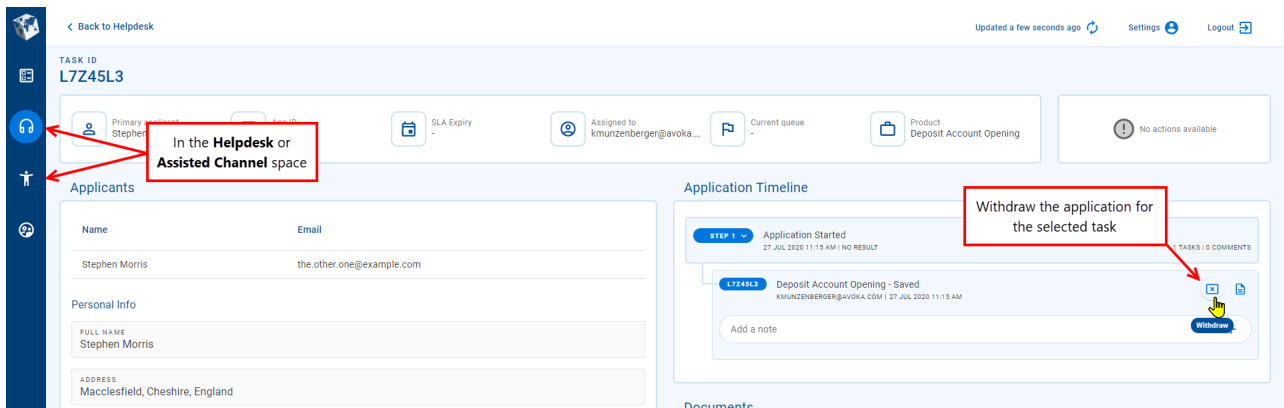 Back to Helpdesk
Updated a few seconds ago
Settings
Logout
TASK ID
L7Z45L3
Primary applicant
Stephen
App ID
SLA Expiry
-
Assigned to
kmunzenberger@avoka....
Current queue
-
Product
Deposit Account Opening
No actions available
In the Helpdesk or
Assisted Channel space
Applicants
Name
Email
Stephen Morris
the.other.one@example.com
Personal Info
FULL NAME
Stephen Morris
ADDRESS
Macclesfield, Cheshire, England
Application Timeline
Withdraw the application for
the selected task
STEP 1
Application Started
27 JUL 2020 11:15 AM | NO RESULT
1 TASKS | 0 COMMENTS
L7Z45L3
Deposit Account Opening - Saved
KMUNZENBERGER@AVOKA.COM | 27 JUL 2020 11:15 AM
Add a note
Withdraw
Documents